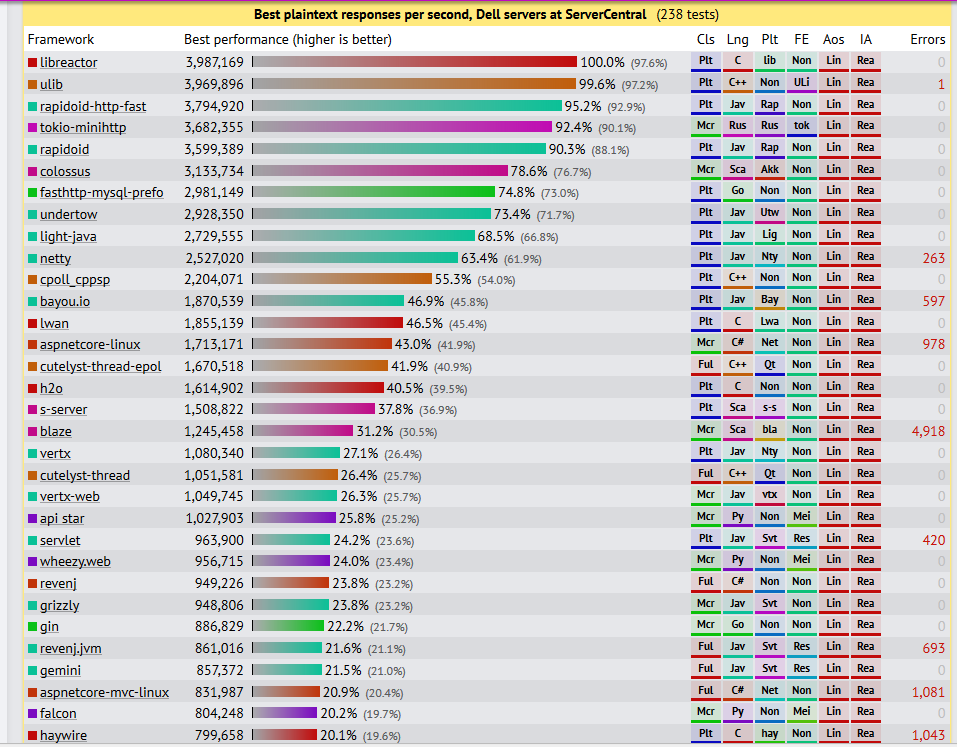 Best plaintext responses per second, Dell servers at ServerCentral (238 tests)
Framework Best performance (higher is better) Cls Lng Plt FE Aos IA Errors
libreactor 3,987,169 100.0% (97.6%) Plt C lib Non Lin Rea 0
ulib 3,969,896 99.6% (97.2%) Plt C++ Non ULi Lin Rea 1
rapidoid-http-fast 3,794,920 95.2% (92.9%) Plt Jav Rap Non Lin Rea 0
tokio-minihttp 3,682,355 92.4% (90.1%) Mcr Rus Rus tok Lin Rea 0
rapidoid 3,599,389 90.3% (88.1%) Plt Jav Rap Non Lin Rea 0
colossus 3,133,734 78.6% (76.7%) Mcr Sca Akk Non Lin Rea 0
fasthttp-mysql-prefo 2,981,149 74.8% (73.0%) Plt Go Non Non Lin Rea 0
undertow 2,928,350 73.4% (71.7%) Plt Jav Utw Non Lin Rea 0
light-java 2,729,555 68.5% (66.8%) Plt Jav Lig Non Lin Rea 0
netty 2,527,020 63.4% (61.9%) Plt Jav Nty Non Lin Rea 263
cpoll_cppsp 2,204,071 55.3% (54.0%) Plt C++ Non Non Lin Rea 0
bayou.io 1,870,539 46.9% (45.8%) Plt Jav Bay Non Lin Rea 597
lwan 1,855,139 46.5% (45.4%) Plt C Lwa Non Lin Rea 0
aspnetcore-linux 1,713,171 43.0% (41.9%) Mcr C# Net Non Lin Rea 978
cutelyst-thread-epol 1,670,518 41.9% (40.9%) Ful C++ Qt Non Lin Rea 0
h2o 1,614,902 40.5% (39.5%) Plt C Non Non Lin Rea 0
s-server 1,508,822 37.8% (36.9%) Plt Sca s-s Non Lin Rea 0
blaze 1,245,458 31.2% (30.5%) Mcr Sca bla Non Lin Rea 4,918
vertx 1,080,340 27.1% (26.4%) Plt Jav Nty Non Lin Rea 0
cutelyst-thread 1,051,581 26.4% (25.7%) Ful C++ Qt Non Lin Rea 0
vertx-web 1,049,745 26.3% (25.7%) Mcr Jav vtx Non Lin Rea 0
api star 1,027,903 25.8% (25.2%) Mcr Py Non Mei Lin Rea 0
servlet 963,900 24.2% (23.6%) Plt Jav Svt Res Lin Rea 420
wheezy.web 956,715 24.0% (23.4%) Mcr Py Non Mei Lin Rea 0
revenj 949,226 23.8% (23.2%) Ful C# Non Non Lin Rea 0
grizzly 948,806 23.8% (23.2%) Mcr Jav Svt Non Lin Rea 0
gin 886,829 22.2% (21.7%) Mcr Go Non Non Lin Rea 0
revenj.jvm 861,016 21.6% (21.1%) Ful Jav Svt Res Lin Rea 693
gemini 857,372 21.5% (21.0%) Ful Jav Svt Res Lin Rea 0
aspnetcore-mvc-linux 831,987 20.9% (20.4%) Ful C# Net Non Lin Rea 1,081
falcon 804,248 20.2% (19.7%) Mcr Py Non Mei Lin Rea 0
haywire 799,658 20.1% (19.6%) Plt C hay Non Lin Rea 1,043